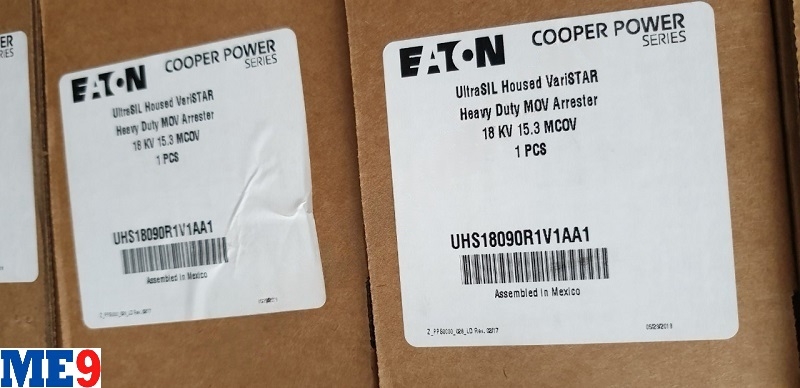 EATON COOPER POWER
SERIES
UltraSIL Housed VariSTAR
Heavy Duty MOV Arrester
18 KV 15.3 MCOV
1 PCS
UHS18090R1V1AA1
Assembled in Mexico
EATON COOPER POWER
SERIES
UltraSIL Housed VariSTAR
Heavy Duty MOV Arrester
18 KV 15.3 MCOV
1 PCS
UHS18090R1V1AA1
Assembled in Mexico
ME9